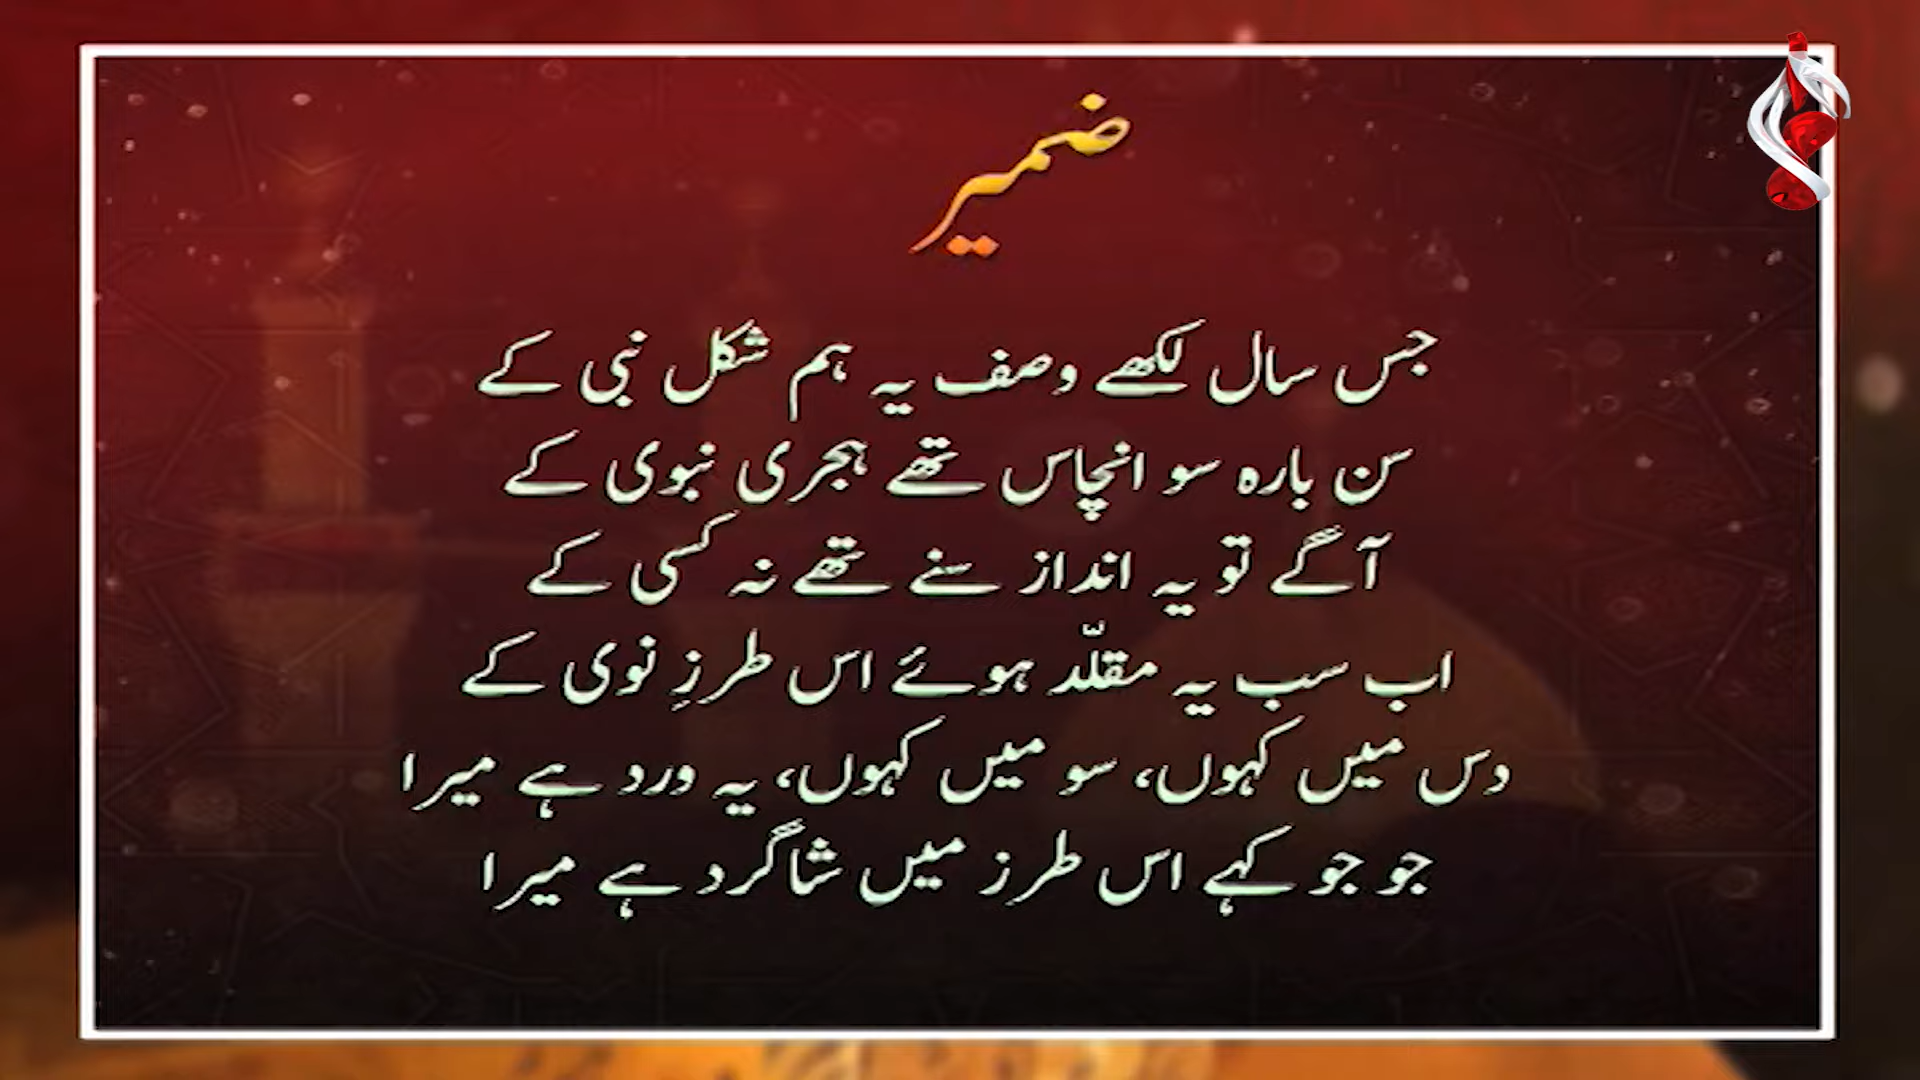 ضمیر
جس سال لکھے وصف یہ ہم شکل نبی کے
سن بارہ سو انچاس تھے ہجری نبوی کے
آگے تو یہ انداز سنے تھے نہ کسی کے
اب سب یہ مقلّد ہوئے اس طرزِ نوی کے
دس میں کہوں، سو میں کہوں، یہ ورد ہے میرا
جو جو کہے اس طرز میں شاگرد ہے میرا